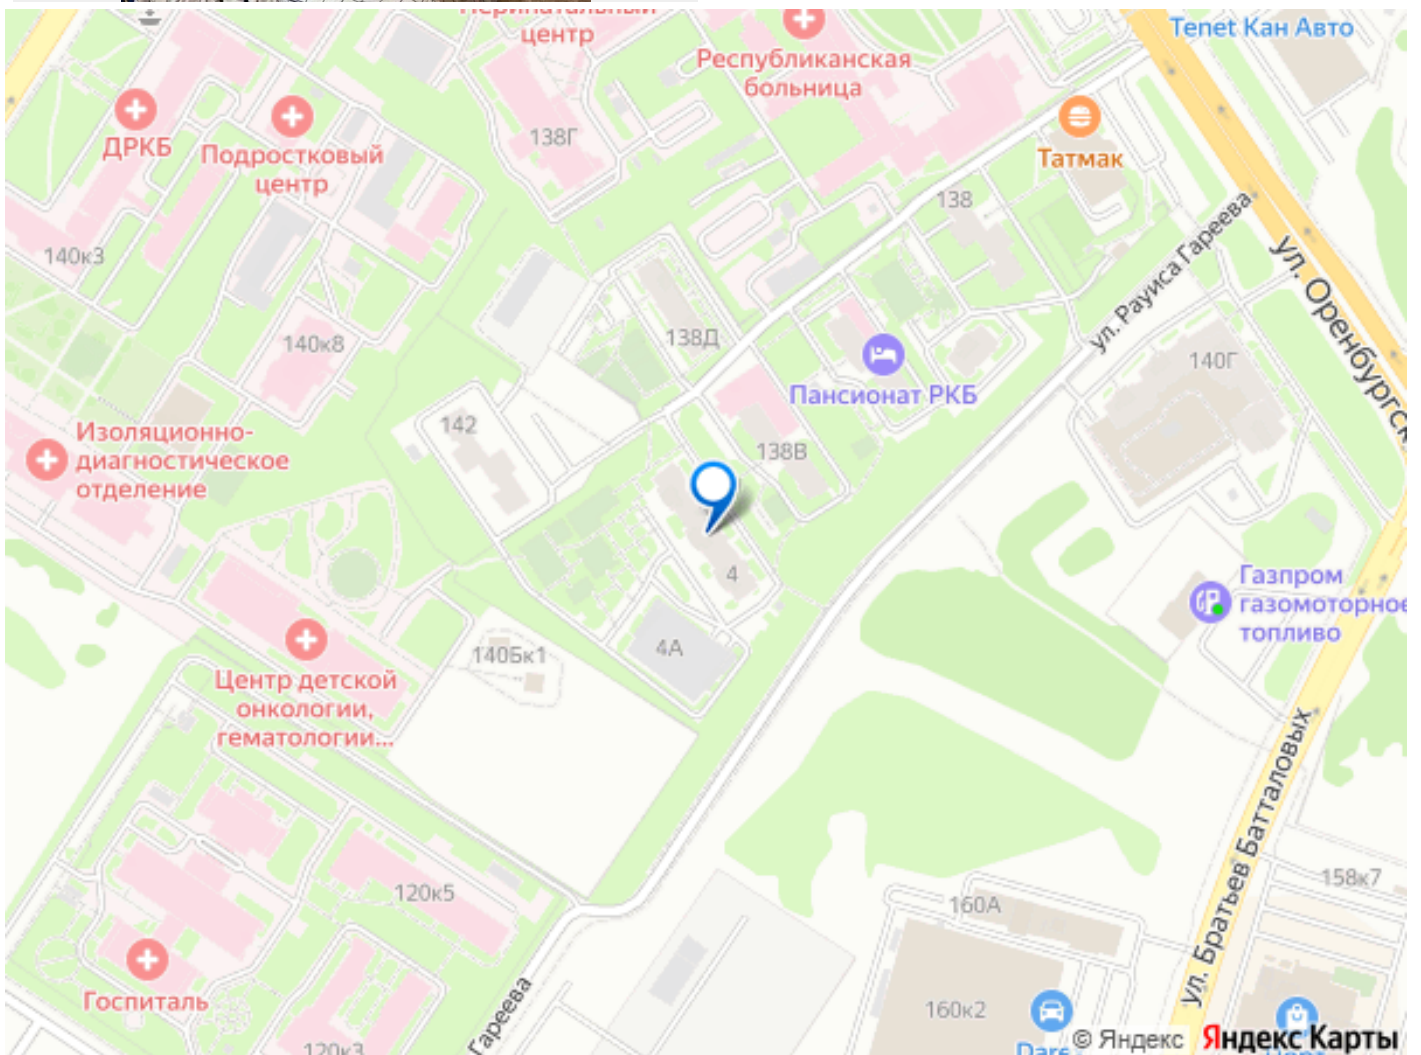 Перинатальный
центр
Республиканская
больница
Tenet Кан Авто
ДРКБ
Подростковый
центр
138Г
Татмак
138
140к3
ул. Рауиса Гареева
ул. Оренбургск
140к8
138Д
Пансионат РКБ
140Г
142
Изоляционно-
диагностическое
отделение
138В
4
Газпром
газомоторное
топливо
4А
140Бк1
Центр детской
онкологии,
гематологии...
ул. Братьев Батталовых
120к5
158к7
160А
Госпиталь
160к2
Гареева
120к3
© Яндекс Яндекс Карты